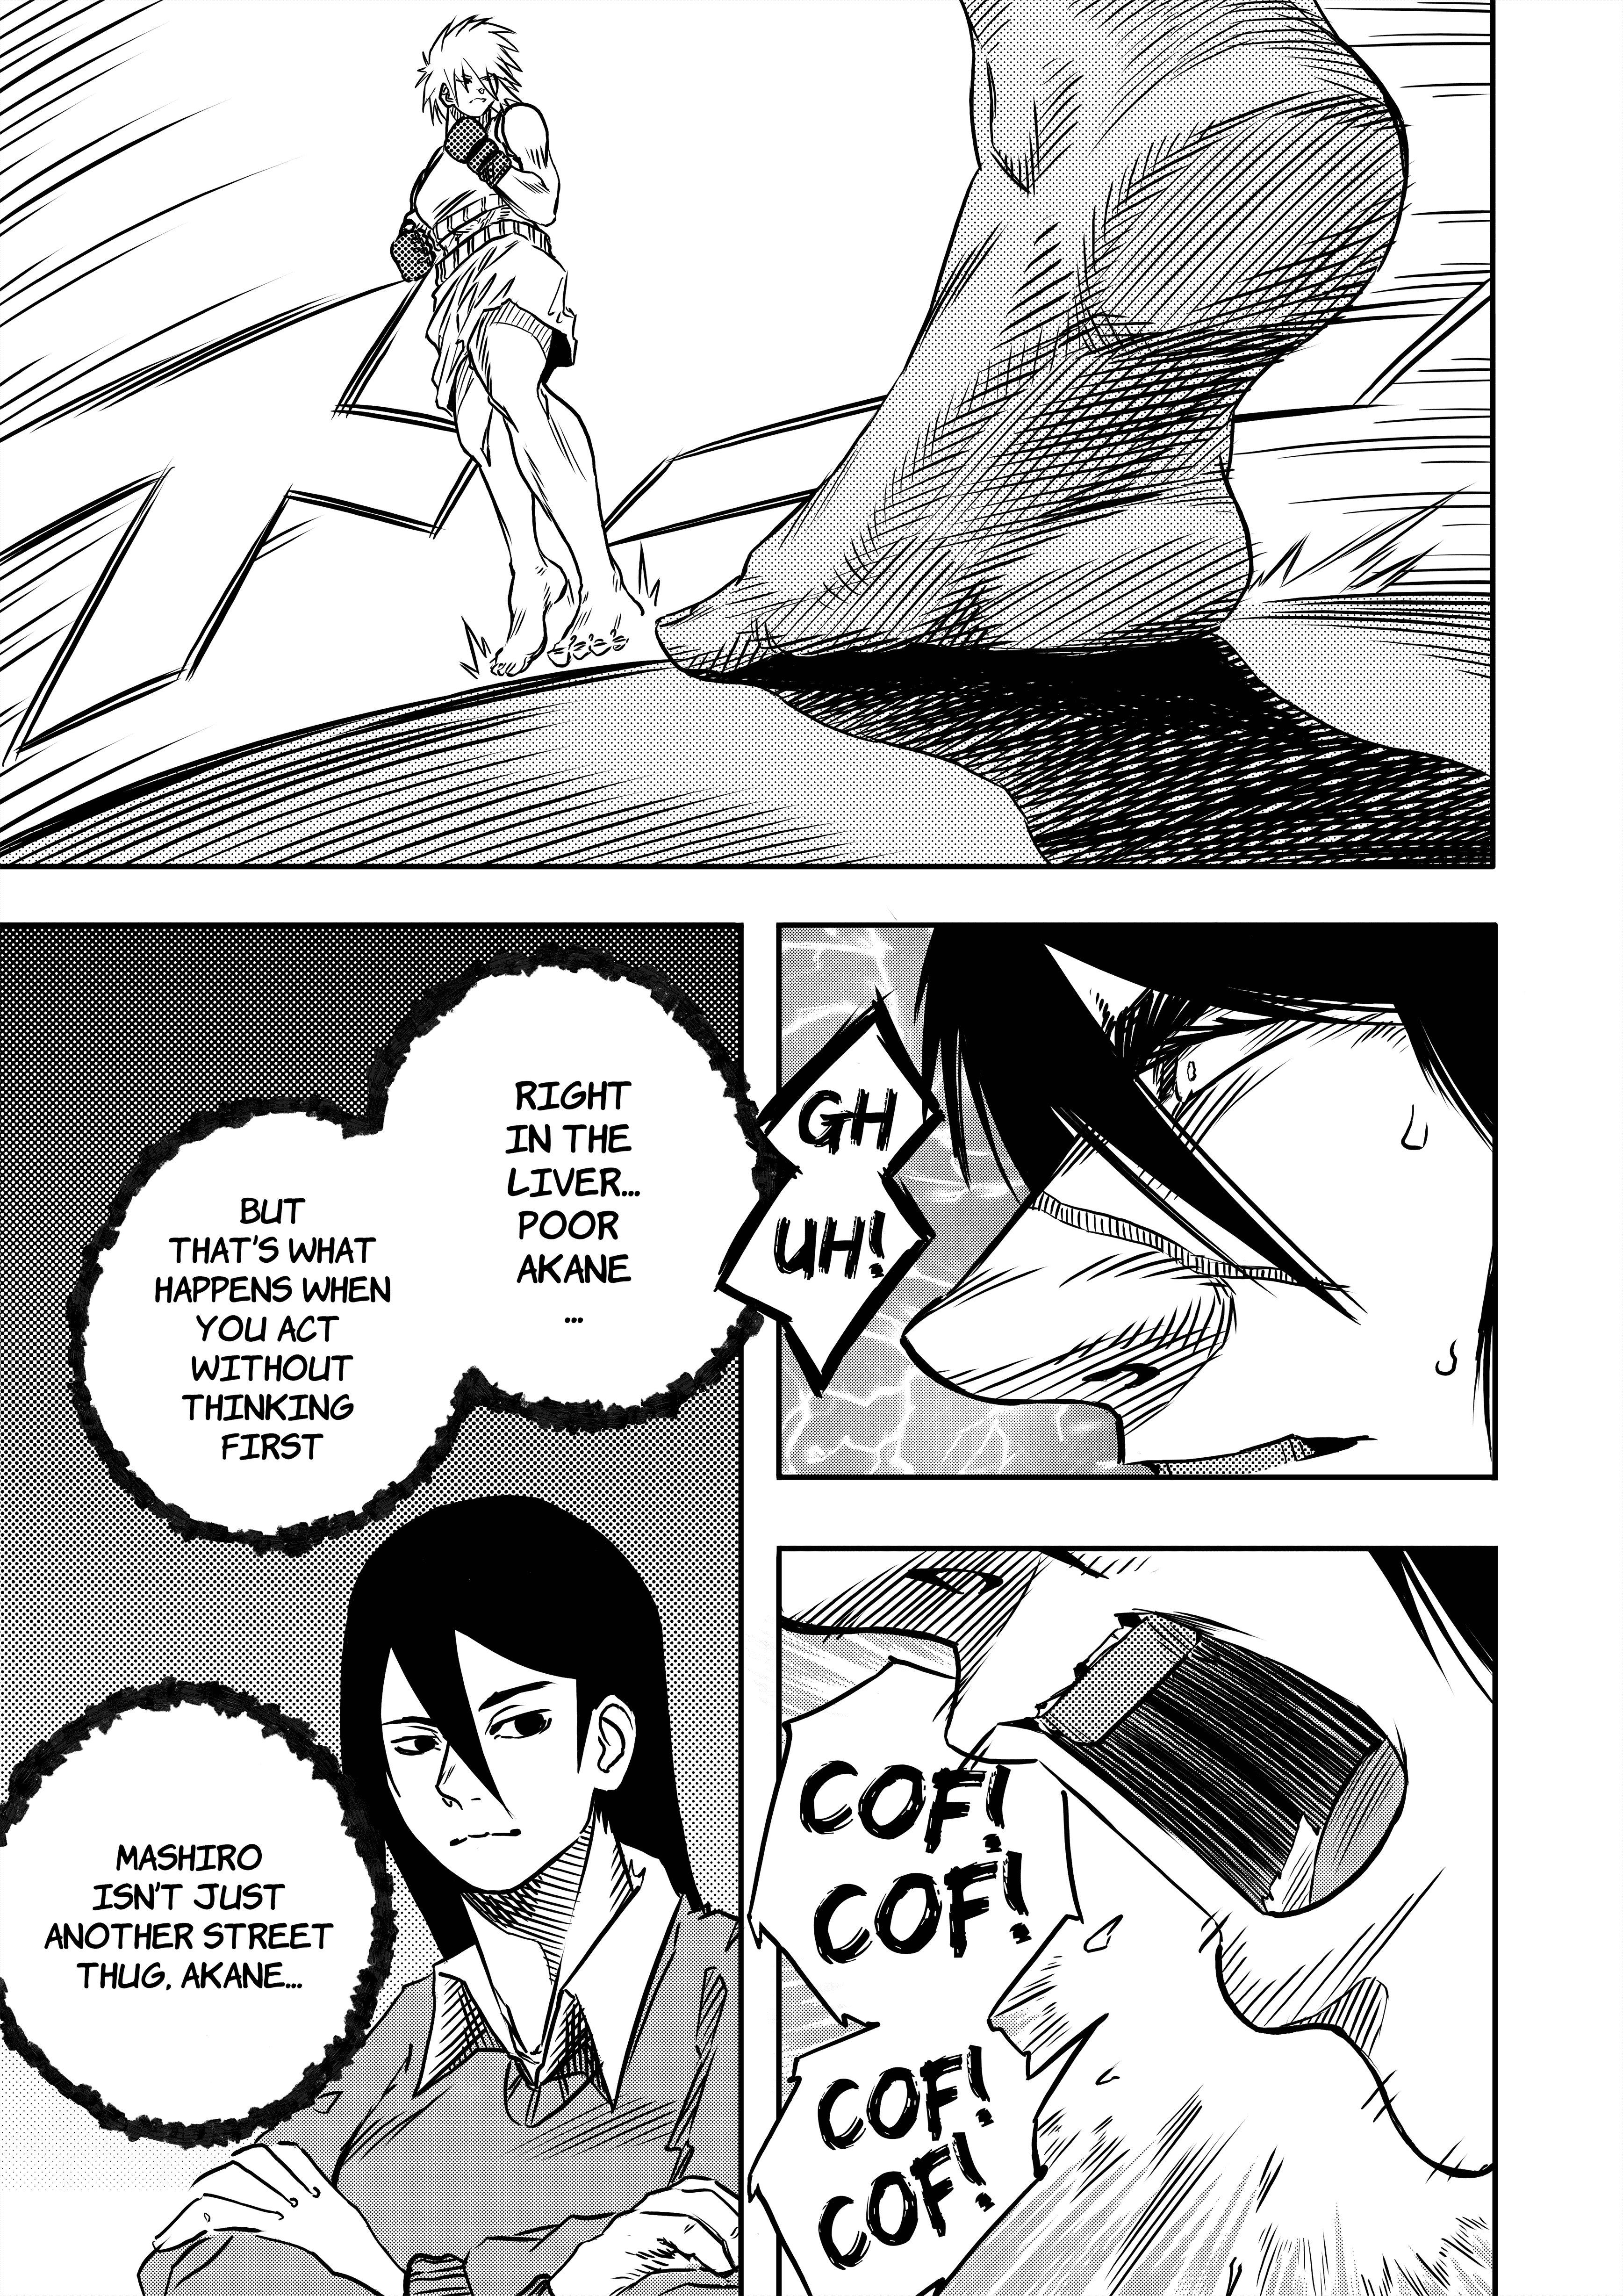 GH
UH!
COF!
COF!
COF!
COF!
RIGHT
IN THE
LIVER...
POOR
AKANE
...
BUT
THAT'S WHAT
HAPPENS WHEN
YOU ACT
WITHOUT
THINKING
FIRST
MASHIRO
ISN'T JUST
ANOTHER STREET
THUG, AKANE...